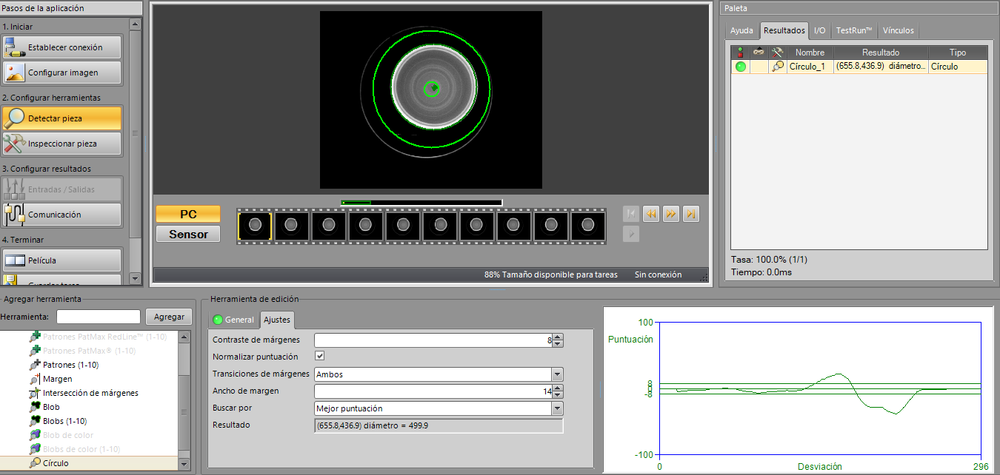 Pasos de la aplicación
1. Iniciar
Establecer conexión
Configurar imagen
2. Configurar herramientas
Detectar pieza
Inspeccionar pieza
3. Configurar resultados
Entradas / Salidas
Comunicación
4. Terminar
Película
Guardar tarea
PC
Sensor
88% Tamaño disponible para tareas Sin conexión
Paleta
Ayuda Resultados I/O TestRun™ Vínculos
Nombre Resultado Tipo
Círculo_1 (655.8,436.9) diámetro... Círculo
Tasa: 100.0% (1/1)
Tiempo: 0.0ms
Agregar herramienta
Herramienta: Agregar
Patrones PatMax RedLine™ (1-10)
Patrones PatMax® (1-10)
Patrones (1-10)
Margen
Intersección de márgenes
Blob
Blobs (1-10)
Blob de color
Blobs de color (1-10)
Círculo
Herramienta de edición
General Ajustes
Contraste de márgenes 8
Normalizar puntuación
Transiciones de márgenes Ambos
Ancho de margen 14
Buscar por Mejor puntuación
Resultado (655.8,436.9) diámetro = 499.9
100
Puntuación
8
0
-8
-100
0 Desviación 296